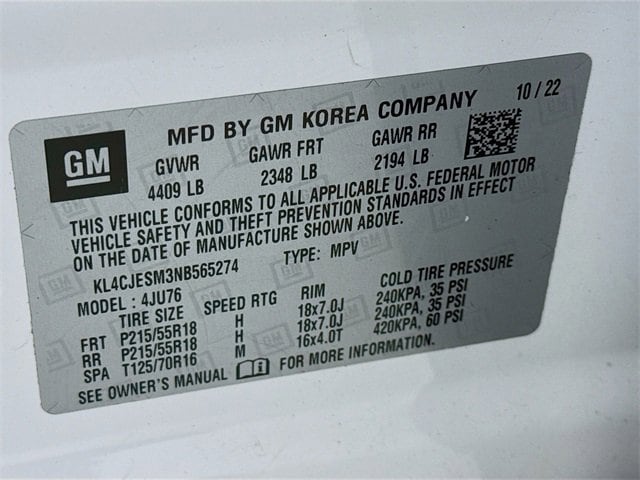 GM
MFD BY GM KOREA COMPANY 10 / 22
GVWR GAWR FRT GAWR RR
4409 LB 2348 LB 2194 LB
THIS VEHICLE CONFORMS TO ALL APPLICABLE U.S. FEDERAL MOTOR
VEHICLE SAFETY AND THEFT PREVENTION STANDARDS IN EFFECT
ON THE DATE OF MANUFACTURE SHOWN ABOVE.
KL4CJESM3NB565274 TYPE: MPV
MODEL : 4JU76
TIRE SIZE SPEED RTG RIM COLD TIRE PRESSURE
FRT P215/55R18 H 18x7.0J 240KPA, 35 PSI
RR P215/55R18 H 18x7.0J 240KPA, 35 PSI
SPA T125/70R16 M 16x4.0T 420KPA, 60 PSI
SEE OWNER'S MANUAL FOR MORE INFORMATION.